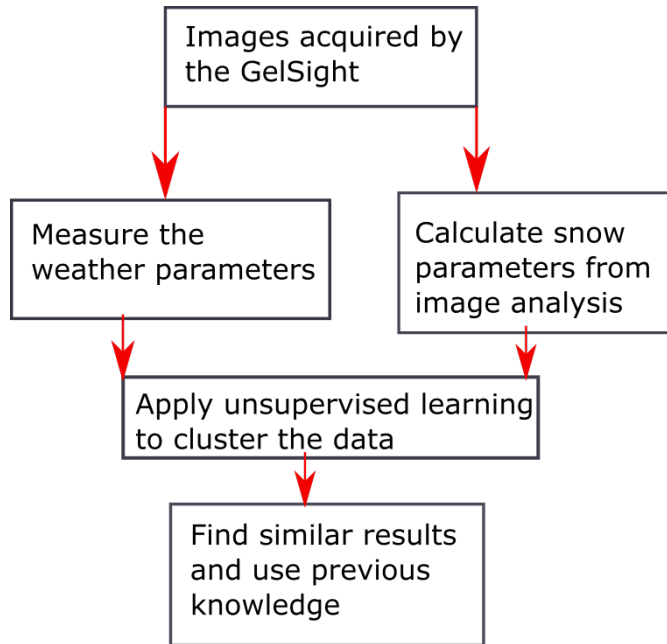 Images acquired by
the GelSight
Measure the
weather parameters
Calculate snow
parameters from
image analysis
Apply unsupervised learning
to cluster the data
Find similar results
and use previous
knowledge